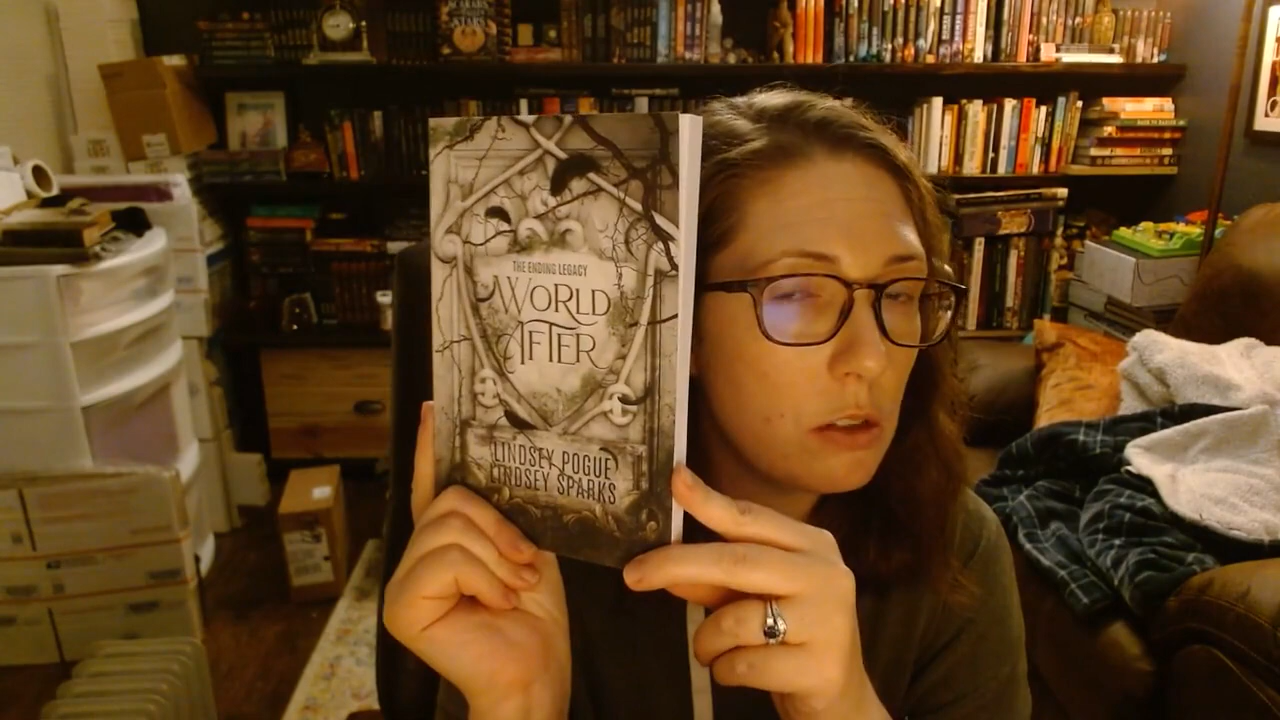 THE ENDING LEGACY
WORLD
AFTER
LINDSEY POGUE
LINDSEY SPARKS